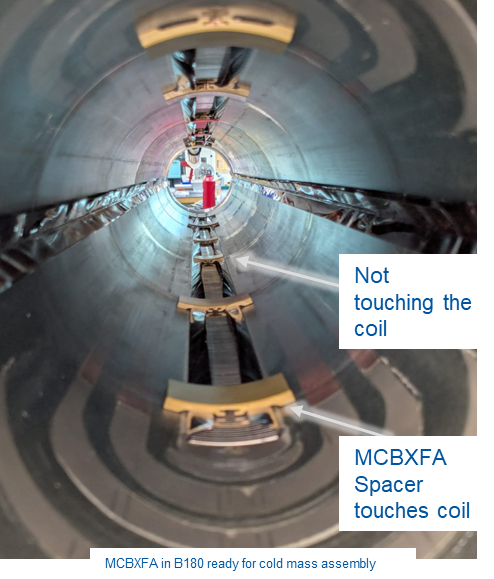 Not
touching the
coil
MCBXFA
Spacer
touches coil
MCBXFA in B180 ready for cold mass assembly